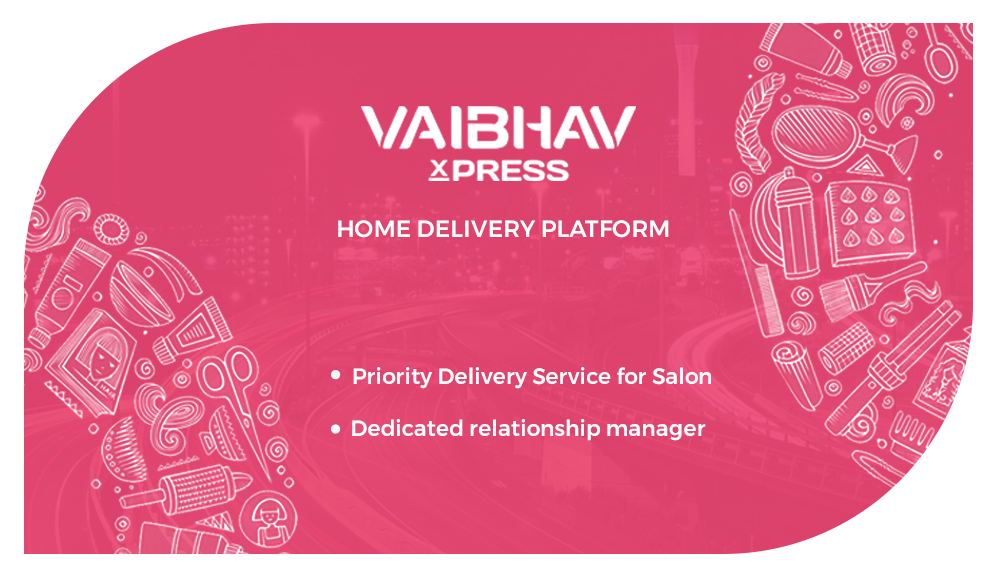 VAIBHAV
XPRESS
HOME DELIVERY PLATFORM
• Priority Delivery Service for Salon
• Dedicated relationship manager